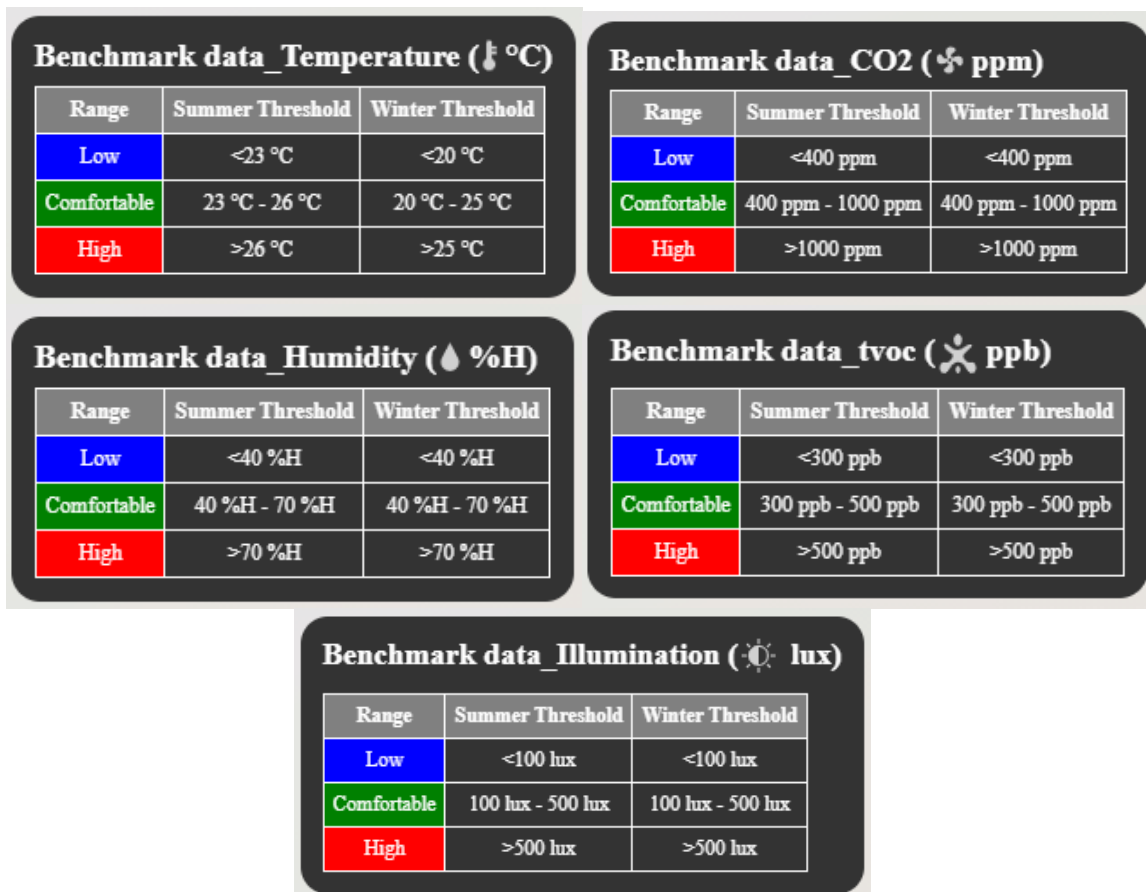 Benchmark data_Temperature ( °C)
Range Summer Threshold Winter Threshold
Low <23 °C <20 °C
Comfortable 23 °C - 26 °C 20 °C - 25 °C
High >26 °C >25 °C
Benchmark data_CO2 ( ppm)
Range Summer Threshold Winter Threshold
Low <400 ppm <400 ppm
Comfortable 400 ppm - 1000 ppm 400 ppm - 1000 ppm
High >1000 ppm >1000 ppm
Benchmark data_Humidity ( %H)
Range Summer Threshold Winter Threshold
Low <40 %H <40 %H
Comfortable 40 %H - 70 %H 40 %H - 70 %H
High >70 %H >70 %H
Benchmark data_tvoc ( ppb)
Range Summer Threshold Winter Threshold
Low <300 ppb <300 ppb
Comfortable 300 ppb - 500 ppb 300 ppb - 500 ppb
High >500 ppb >500 ppb
Benchmark data_Illumination ( lux)
Range Summer Threshold Winter Threshold
Low <100 lux <100 lux
Comfortable 100 lux - 500 lux 100 lux - 500 lux
High >500 lux >500 lux